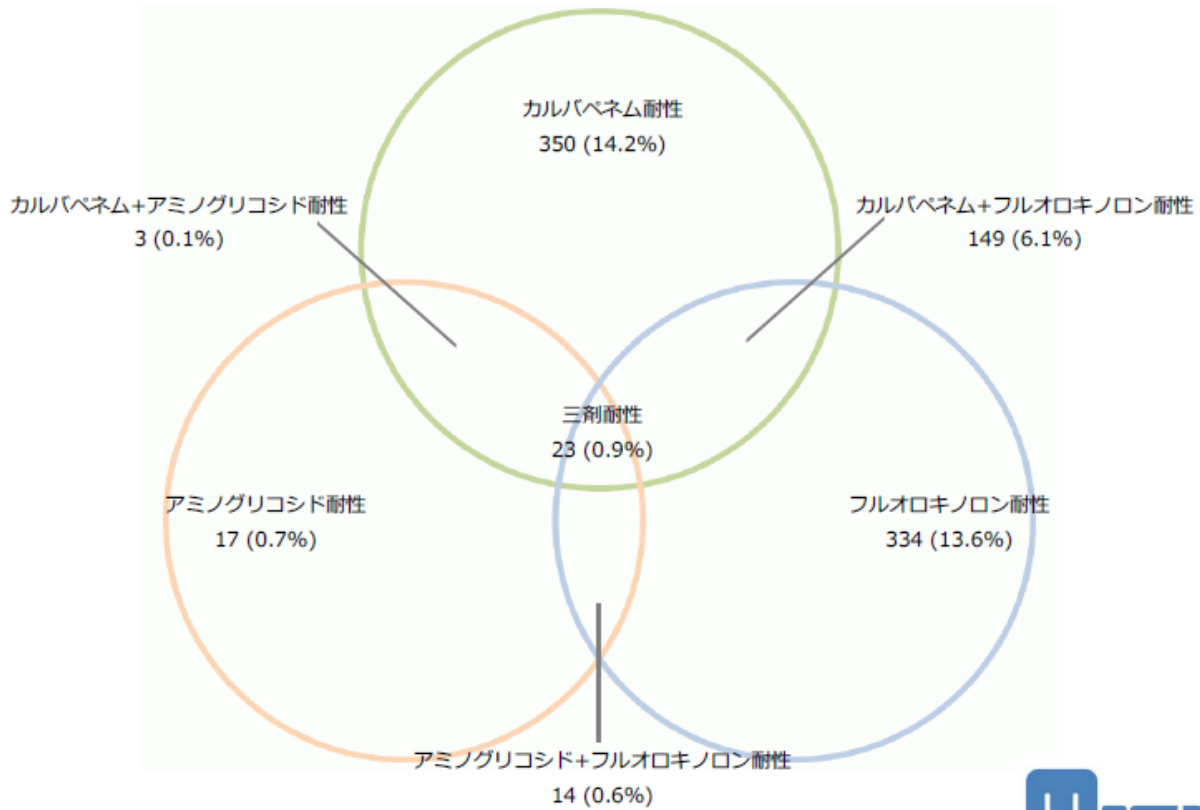 カルバペネム耐性
350 (14.2%)
カルバペネム+アミノグリコシド耐性
3 (0.1%)
カルバペネム+フルオロキノロン耐性
149 (6.1%)
三剤耐性
23 (0.9%)
アミノグリコシド耐性
17 (0.7%)
フルオロキノロン耐性
334 (13.6%)
アミノグリコシド+フルオロキノロン耐性
14 (0.6%)